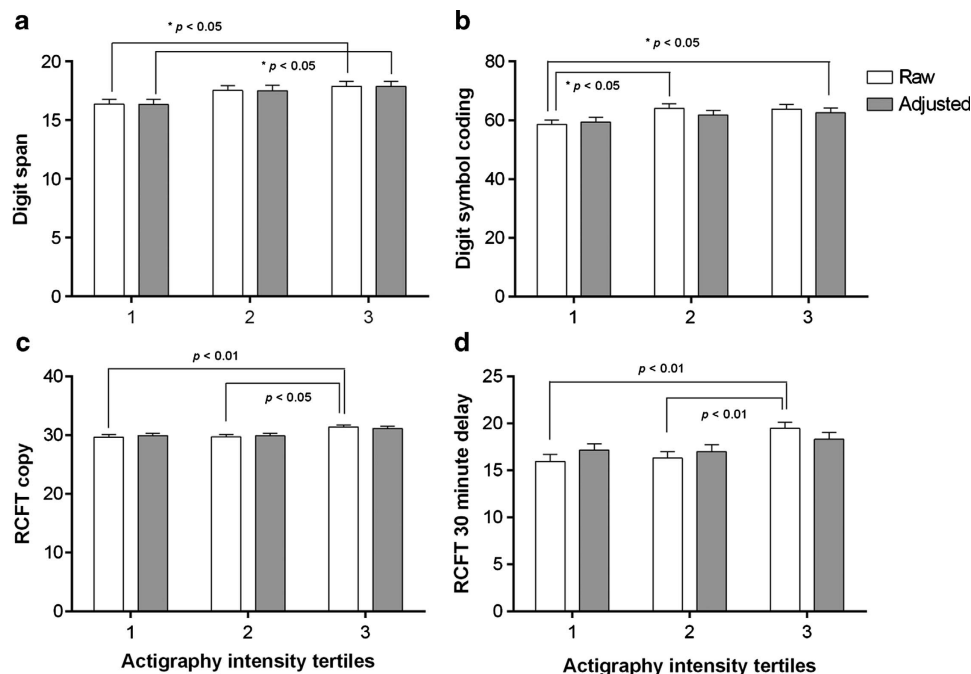 a
* p < 0.05
* p < 0.05
20
15
10
5
0
Digit span
1 2 3
b
* p < 0.05
* p < 0.05
80
60
40
20
0
Digit symbol coding
1 2 3
Raw
Adjusted
c
p < 0.01
p < 0.05
40
30
20
10
0
RCFT copy
1 2 3
Actigraphy intensity tertiles
d
p < 0.01
p < 0.01
25
20
15
10
5
0
RCFT 30 minute delay
1 2 3
Actigraphy intensity tertiles